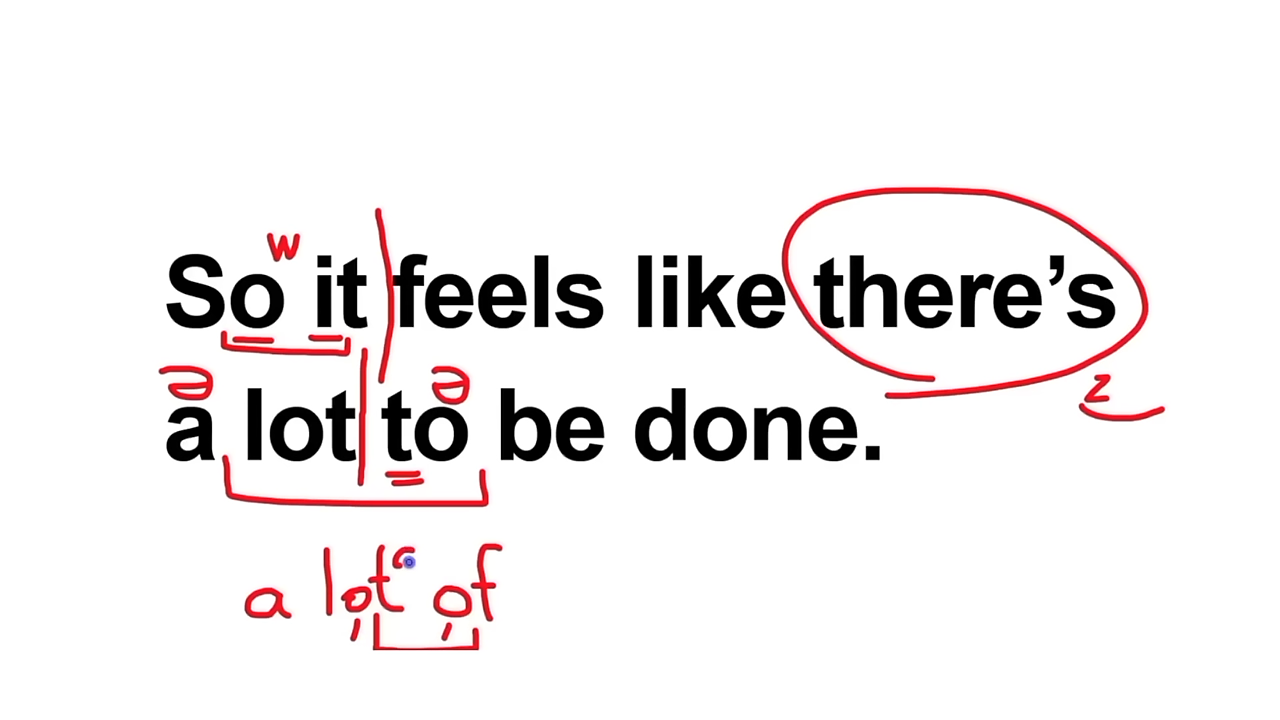 w
So it feels like there’s
ə ə z
a lot to be done.
a lot of